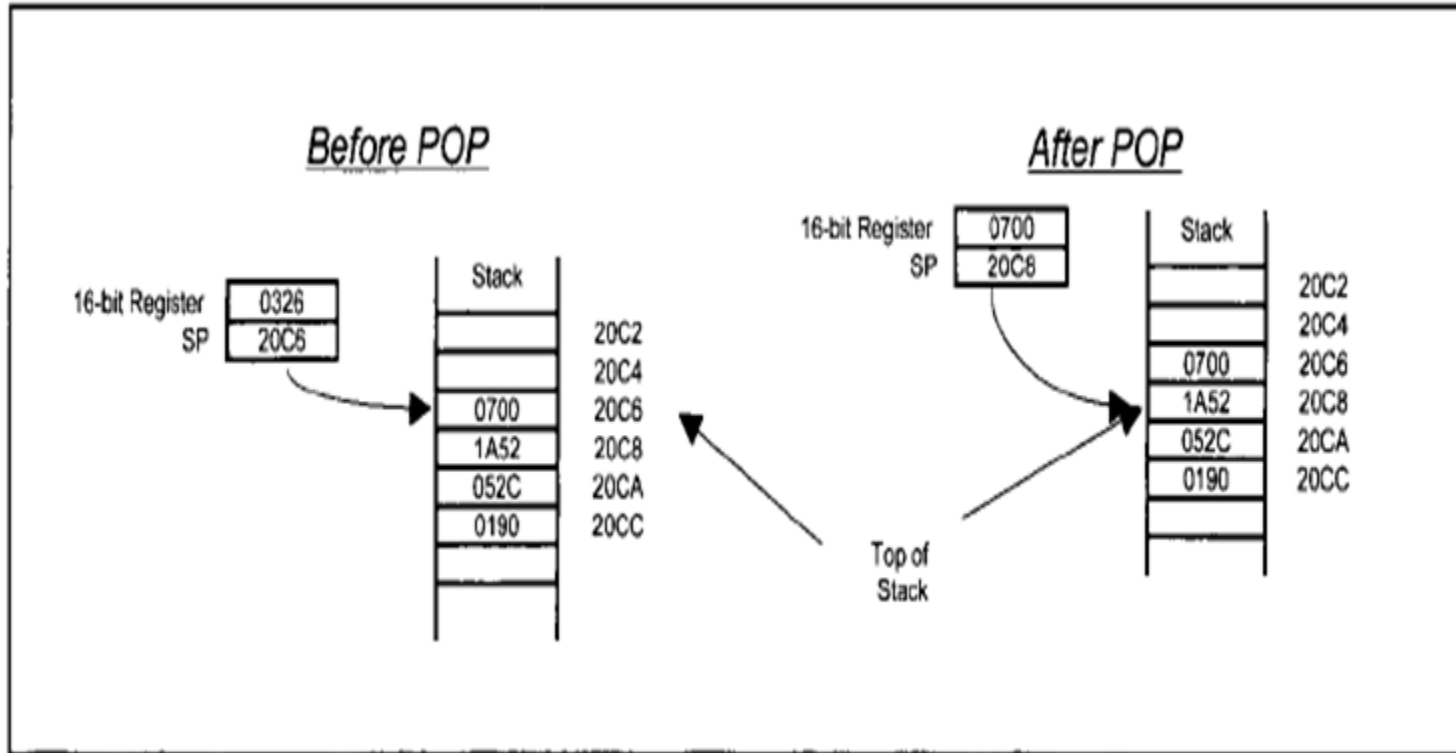 Before POP
16-bit Register 0326
SP 20C6
Stack
20C2
20C4
0700 20C6
1A52 20C8
052C 20CA
0190 20CC
After POP
16-bit Register 0700
SP 20C8
Stack
20C2
20C4
0700 20C6
1A52 20C8
052C 20CA
0190 20CC
Top of
Stack